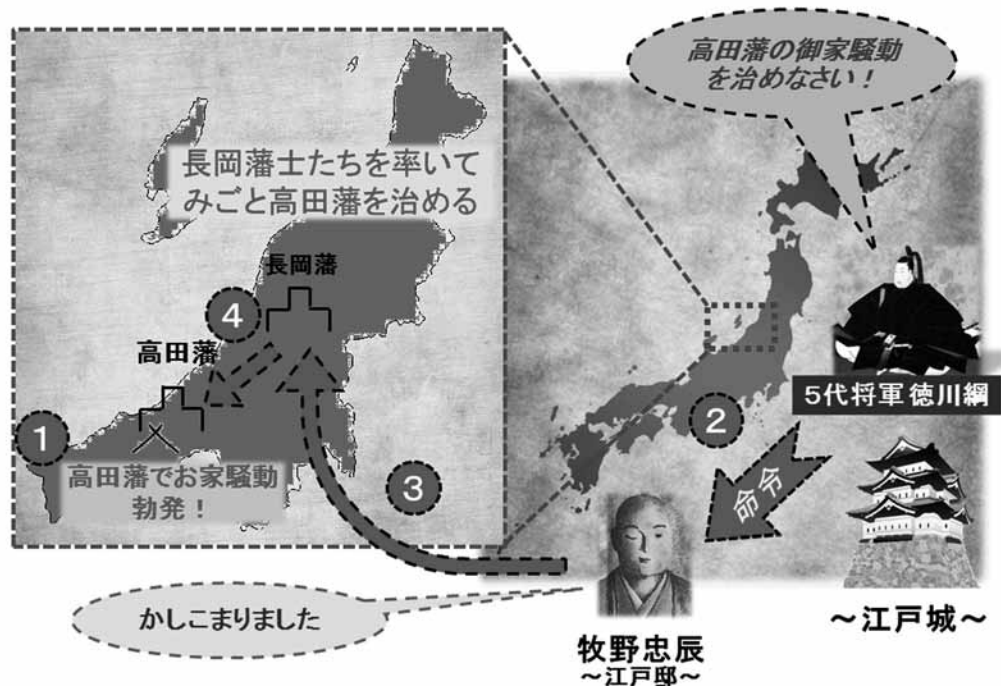 高田藩の御家騒動
を治めなさい！
長岡藩士たちを率いて
みごと高田藩を治める
長岡藩
④
高田藩
①
高田藩でお家騒動
勃発！
③
②
5代将軍 徳川綱
命令
かしこまりました
牧野忠辰
～江戸邸～
～江戸城～